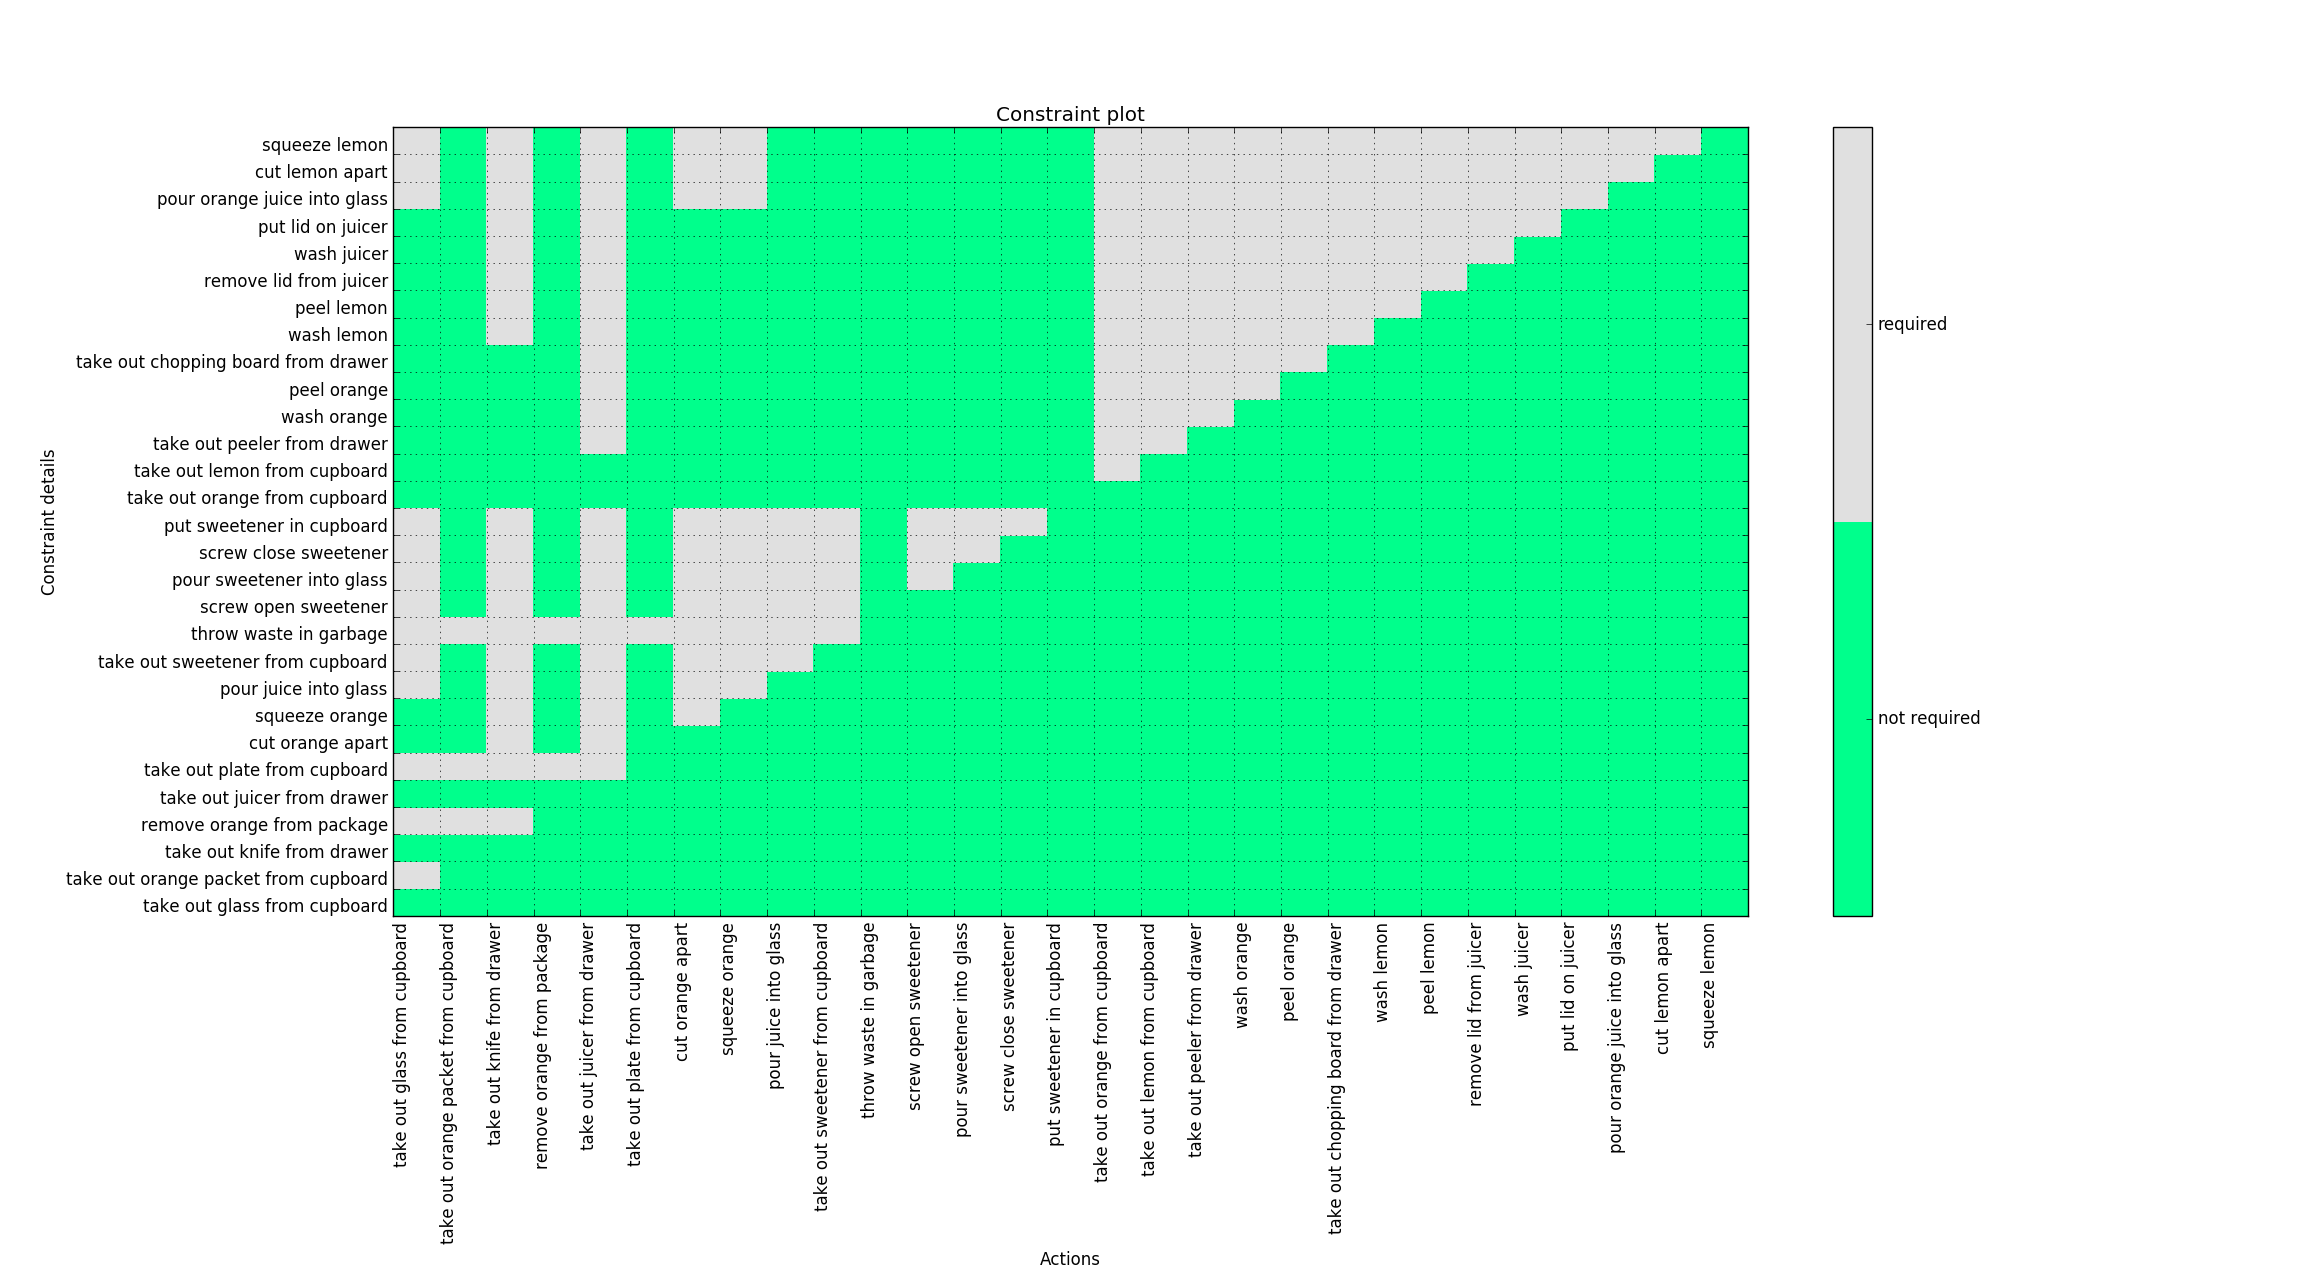 Constraint plot
squeeze lemon
cut lemon apart
pour orange juice into glass
put lid on juicer
wash juicer
remove lid from juicer
peel lemon
wash lemon
take out chopping board from drawer
peel orange
wash orange
take out peeler from drawer
take out lemon from cupboard
take out orange from cupboard
put sweetener in cupboard
screw close sweetener
pour sweetener into glass
screw open sweetener
throw waste in garbage
take out sweetener from cupboard
pour juice into glass
squeeze orange
cut orange apart
take out plate from cupboard
take out juicer from drawer
remove orange from package
take out knife from drawer
take out orange packet from cupboard
take out glass from cupboard
Constraint details
required
not required
take out glass from cupboard
take out orange packet from cupboard
take out knife from drawer
remove orange from package
take out juicer from drawer
take out plate from cupboard
cut orange apart
squeeze orange
pour juice into glass
take out sweetener from cupboard
throw waste in garbage
screw open sweetener
pour sweetener into glass
screw close sweetener
put sweetener in cupboard
take out orange from cupboard
take out lemon from cupboard
take out peeler from drawer
wash orange
peel orange
take out chopping board from drawer
wash lemon
peel lemon
remove lid from juicer
wash juicer
put lid on juicer
pour orange juice into glass
cut lemon apart
squeeze lemon
Actions